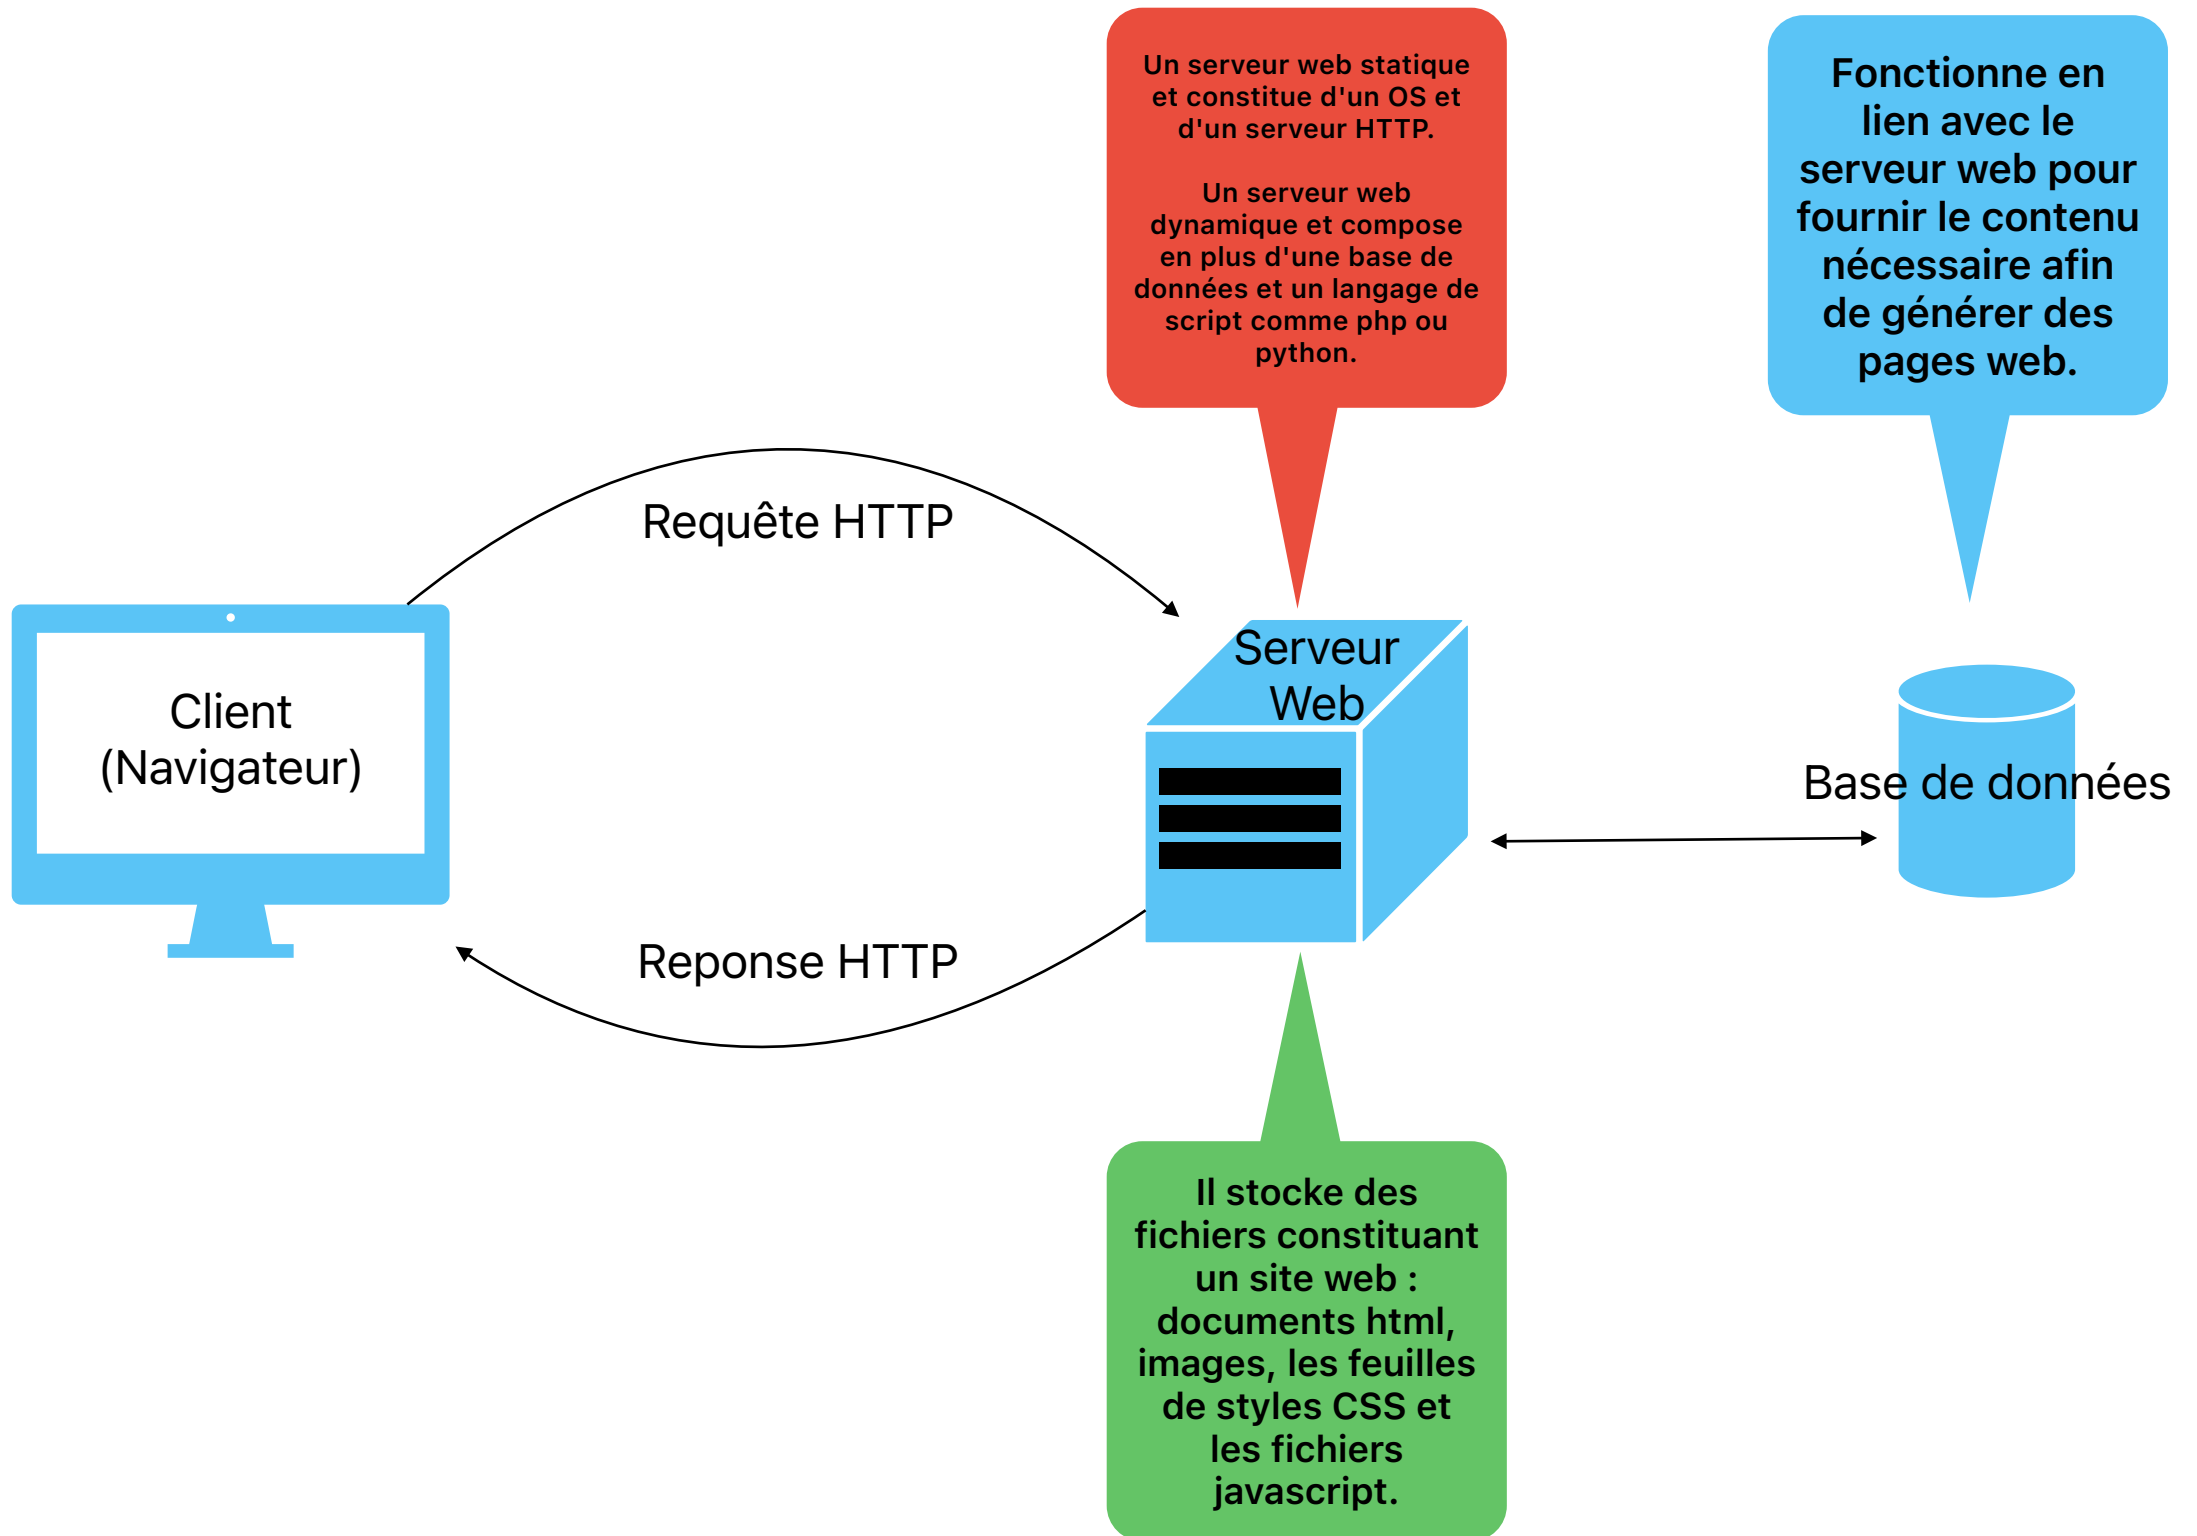 Un serveur web statique
et constitue d'un OS et
d'un serveur HTTP.
Un serveur web
dynamique et compose
en plus d'une base de
données et un langage de
script comme php ou
python.
Fonctionne en
lien avec le
serveur web pour
fournir le contenu
nécessaire afin
de générer des
pages web.
Requête HTTP
Client
(Navigateur)
Serveur
Web
Base de données
Reponse HTTP
Il stocke des
fichiers constituant
un site web :
documents html,
images, les feuilles
de styles CSS et
les fichiers
javascript.